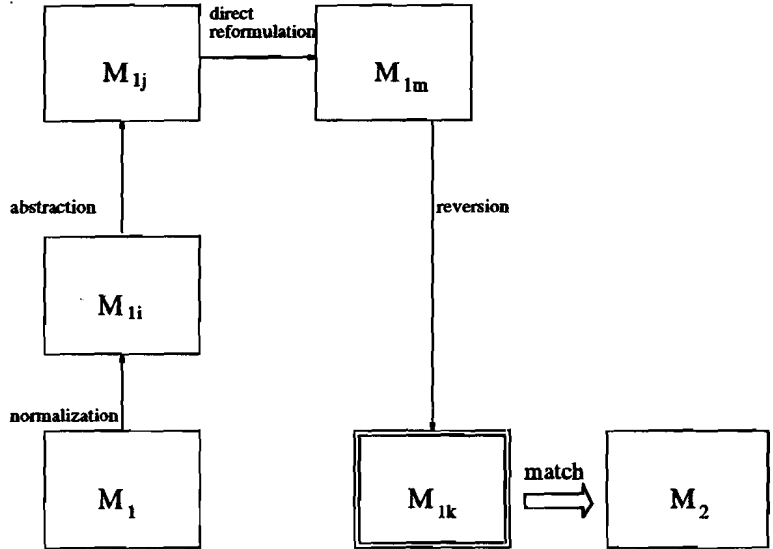 direct
reformulation
M1j
M1m
abstraction
reversion
M1i
normalization
M1
M1k
match
M2